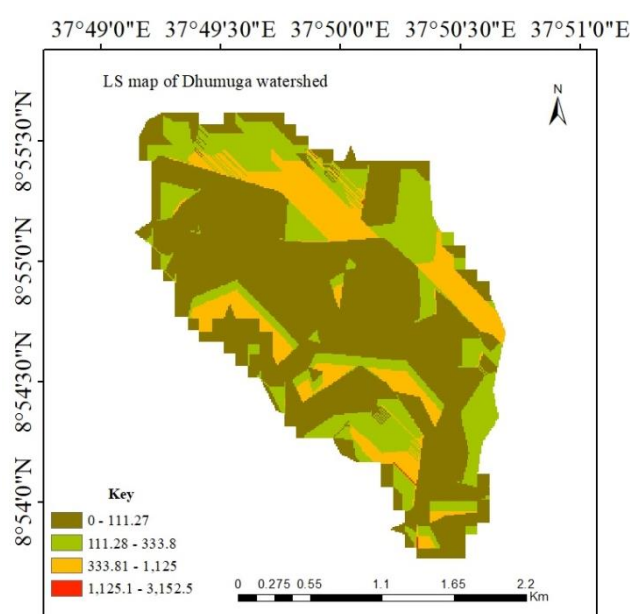 37°49'0"E 37°49'30"E 37°50'0"E 37°50'30"E 37°51'0"E
LS map of Dhumuga watershed
N
8°55'30"N
8°55'0"N
8°54'30"N
8°54'0"N
Key
0 - 111.27
111.28 - 333.8
333.81 - 1,125
1,125.1 - 3,152.5
0 0.275 0.55 1.1 1.65 2.2
Km